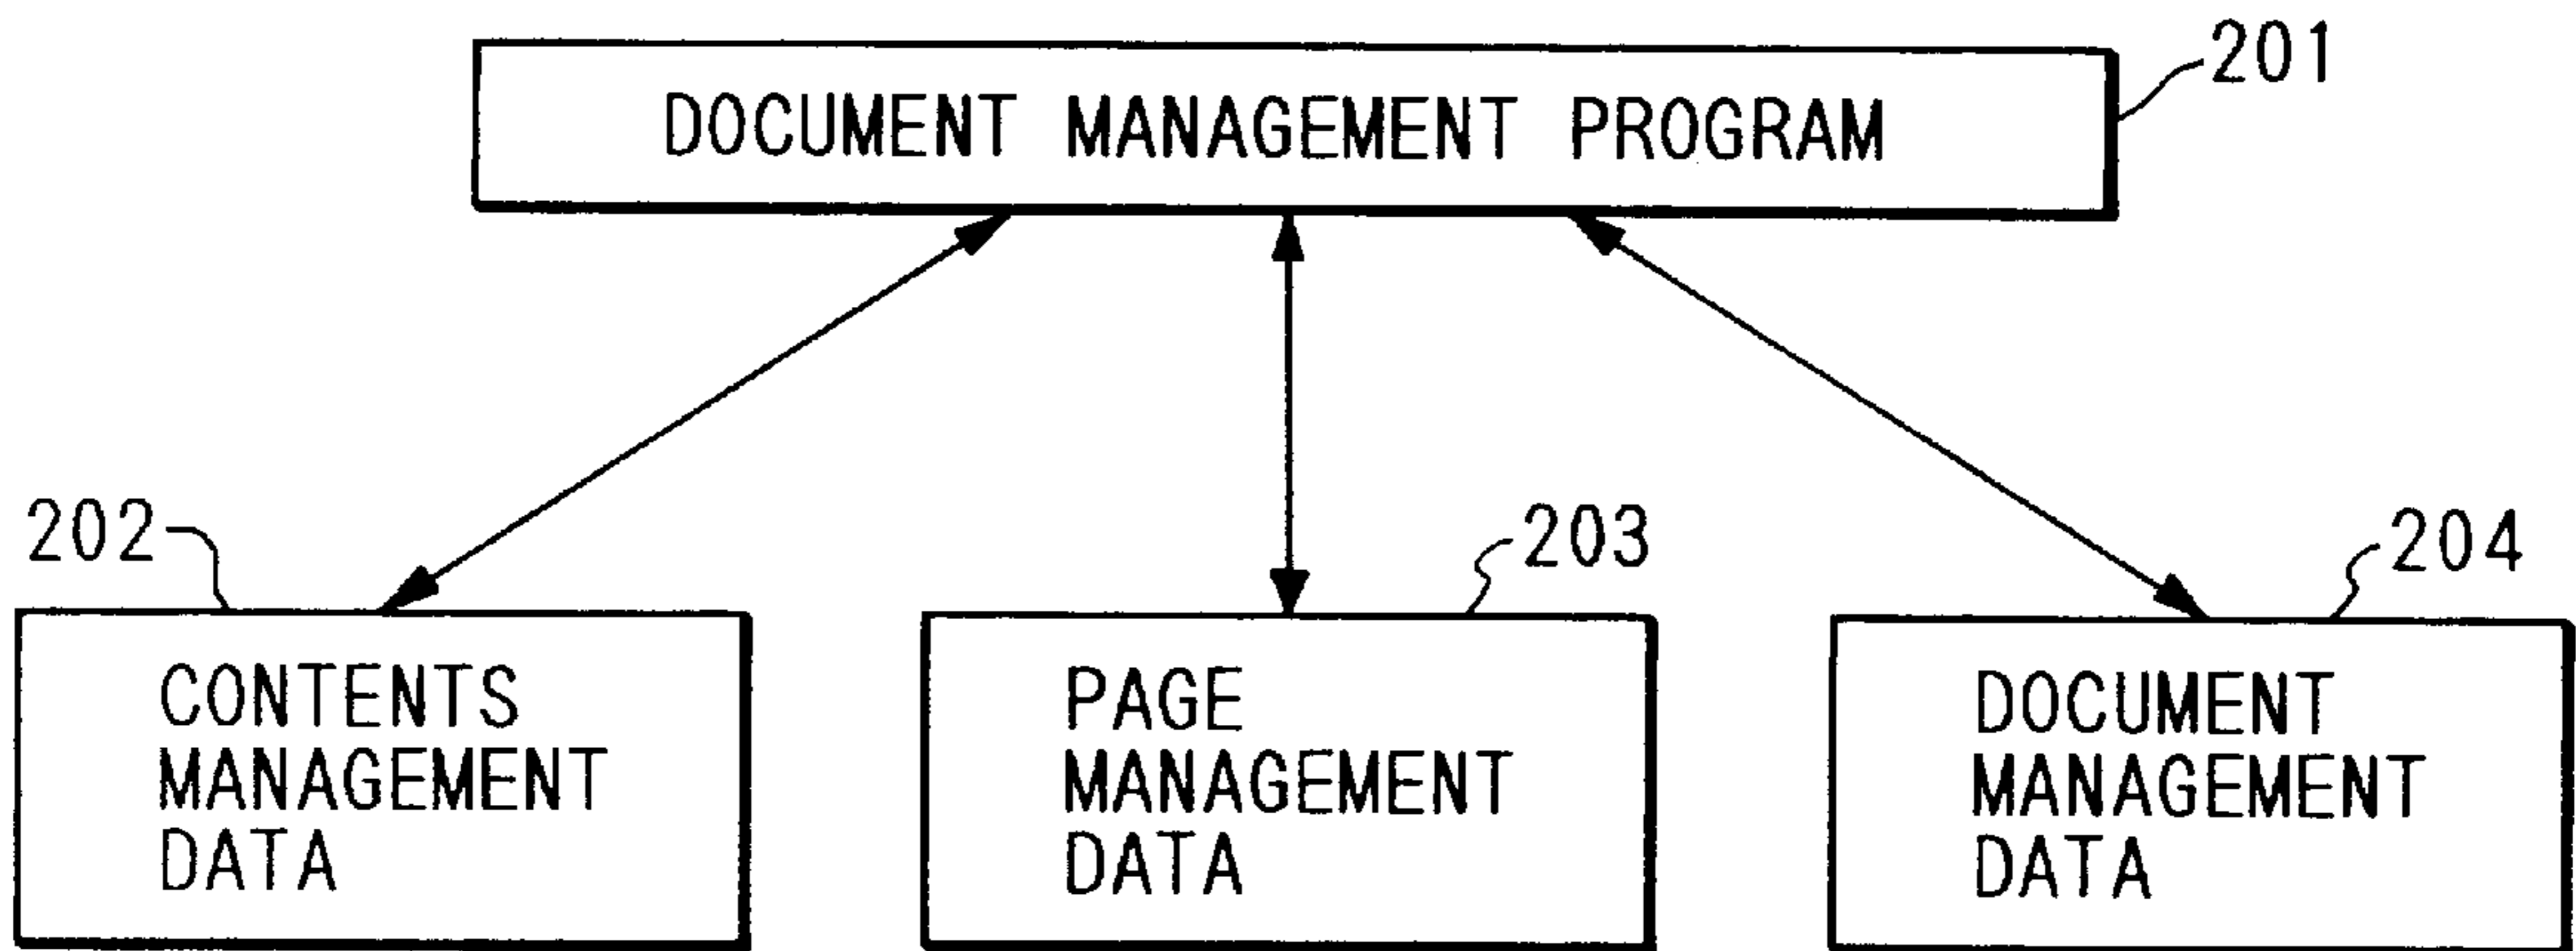 201
DOCUMENT MANAGEMENT PROGRAM
202
203
204
CONTENTS
MANAGEMENT
DATA
PAGE
MANAGEMENT
DATA
DOCUMENT
MANAGEMENT
DATA